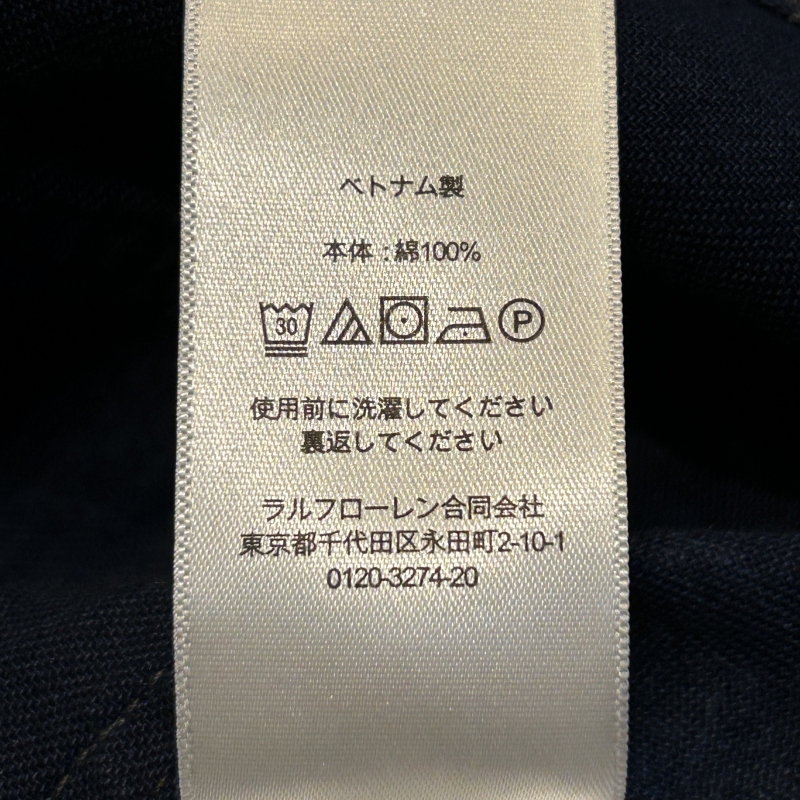 ベトナム製
本体：綿100%
30 P
使用前に洗濯してください
裏返してください
ラルフローレン合同会社
東京都千代田区永田町2-10-1
0120-3274-20